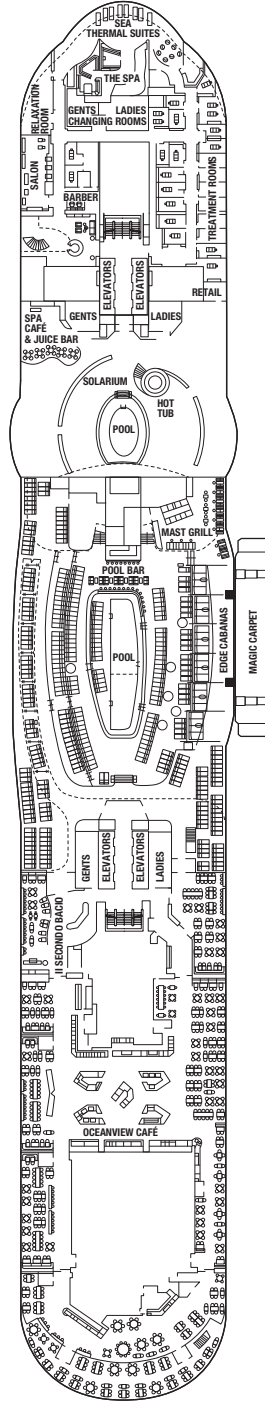 SEA
THERMAL SUITES
THE SPA
GENTS LADIES
CHANGING ROOMS
RELAXATION
ROOM
SALON
BARBER
TREATMENT ROOMS
ELEVATORS
ELEVATORS
RETAIL
GENTS
LADIES
SPA
CAFÉ
& JUICE BAR
SOLARIUM
HOT
TUB
POOL
MAST GRILL
POOL BAR
POOL
EDGE CABANAS
MAGIC CARPET
GENTS
ELEVATORS
ELEVATORS
LADIES
II SECONDO BACIO
OCEANVIEW CAFÉ